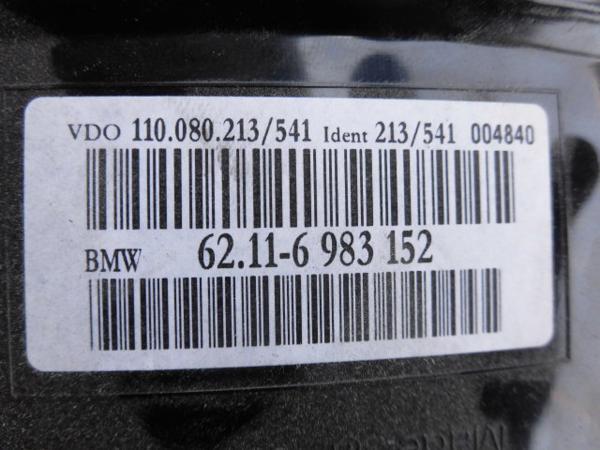 VDO 110.080.213/541 Ident 213/541 004840
BMW 62.11-6 983 152